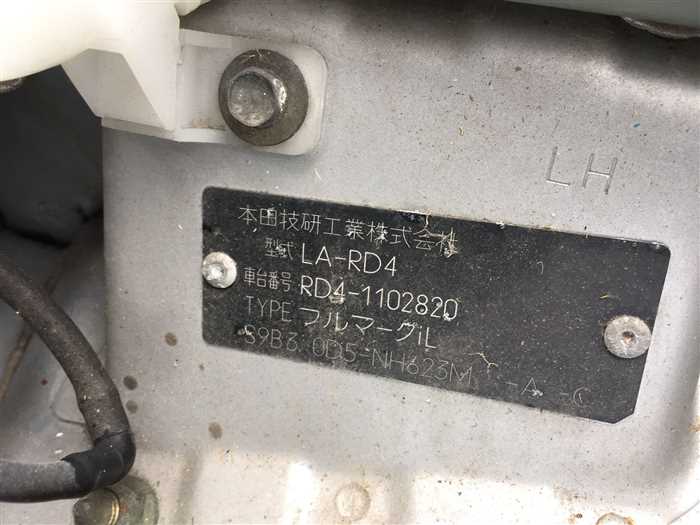 LH
本田技研工業株式会社
型式 LA-RD4
車台番号 RD4-1102820
TYPE フルマークiL
S9B3 0D5-NH623M -A -C